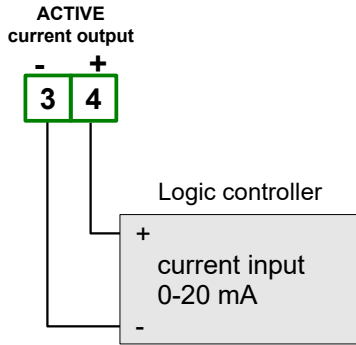 ACTIVE
current output
- +
3 4
Logic controller
+
current input
0-20 mA
-